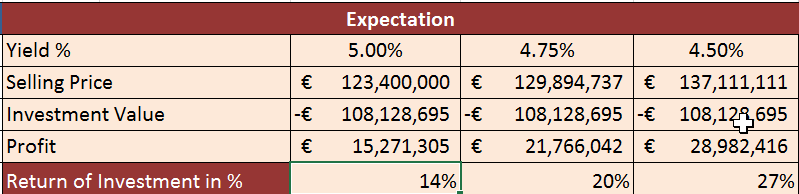 Expectation
Yield % 5.00% 4.75% 4.50%
Selling Price € 123,400,000 € 129,894,737 € 137,111,111
Investment Value -€ 108,128,695 -€ 108,128,695 -€ 108,128,695
Profit € 15,271,305 € 21,766,042 € 28,982,416
Return of Investment in % 14% 20% 27%